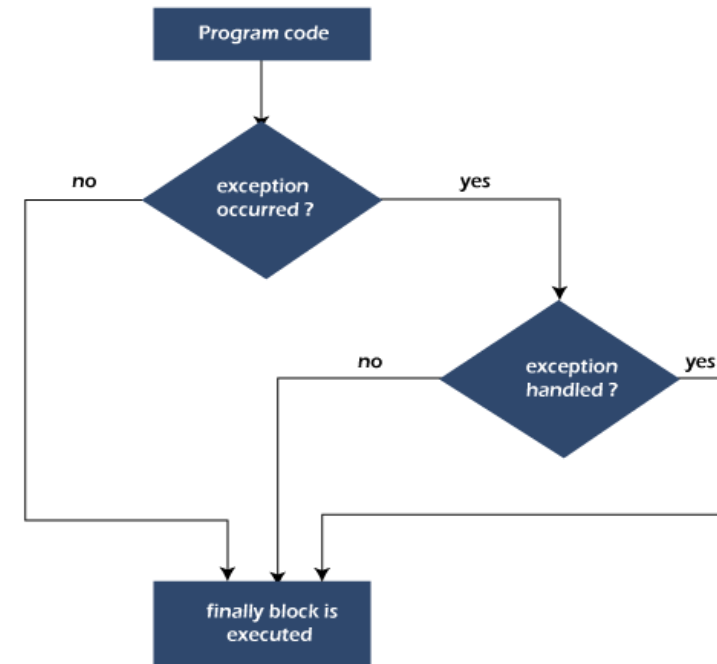 Program code
no
exception
occurred ?
yes
no
exception
handled ?
yes
finally block is
executed